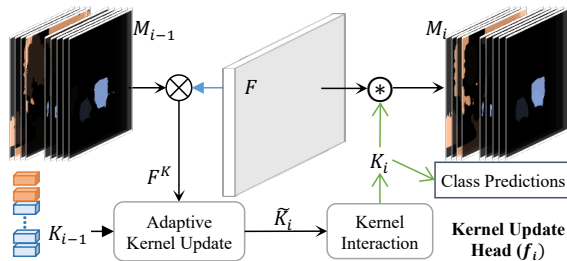 M_{i−1}
F
M_i
F^K
K_i
Class Predictions
K_{i−1}
Adaptive
Kernel Update
K̃_i
Kernel
Interaction
Kernel Update
Head (f_i)